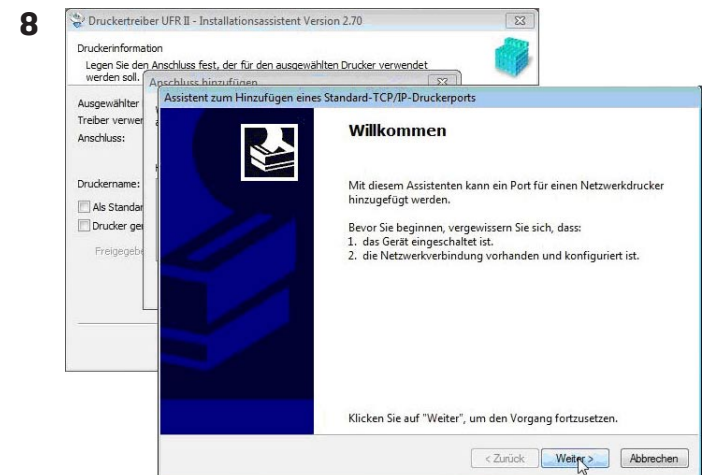 8
Druckertreiber UFR II - Installationsassistent Version 2.70
Druckerinformation
Legen Sie den Anschluss fest, der für den ausgewählten Drucker verwendet
werden soll.
Anschluss hinzufügen
Assistent zum Hinzufügen eines Standard-TCP/IP-Druckerports
Ausgewählter
Treiber verwer
Anschluss:
Druckername:
Als Standar
Drucker ger
Freigegebe
Willkommen
Mit diesem Assistenten kann ein Port für einen Netzwerkdrucker
hinzugefügt werden.
Bevor Sie beginnen, vergewissern Sie sich, dass:
1. das Gerät eingeschaltet ist.
2. die Netzwerkverbindung vorhanden und konfiguriert ist.
Klicken Sie auf "Weiter", um den Vorgang fortzusetzen.
< Zurück
Weiter >
Abbrechen